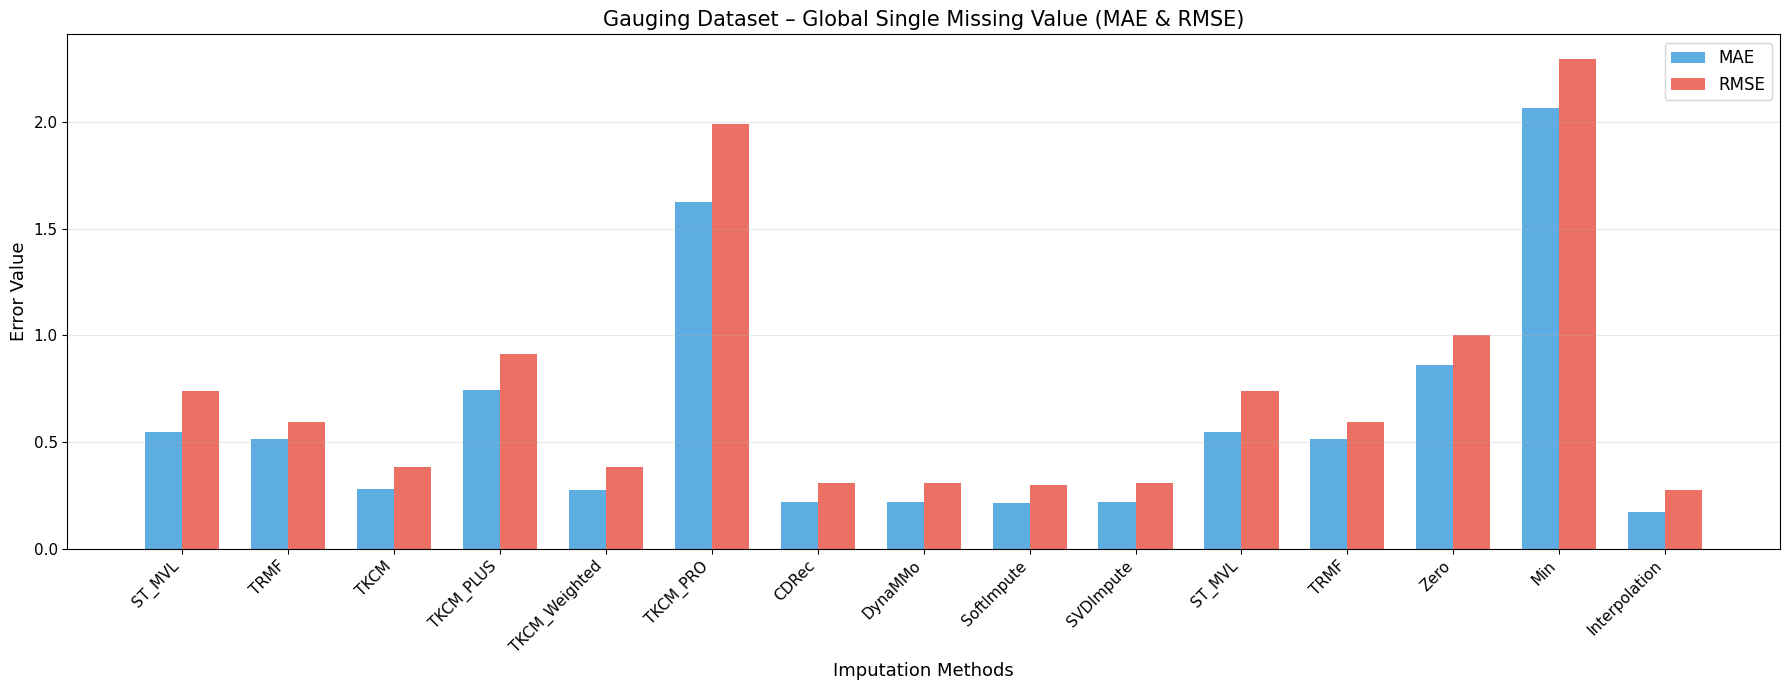 Gauging Dataset – Global Single Missing Value (MAE & RMSE)
MAE
RMSE
Error Value
2.0
1.5
1.0
0.5
0.0
ST_MVL
TRMF
TKCM
TKCM_PLUS
TKCM_Weighted
TKCM_PRO
CDRec
DynaMMo
SoftImpute
SVDImpute
ST_MVL
TRMF
Zero
Min
Interpolation
Imputation Methods